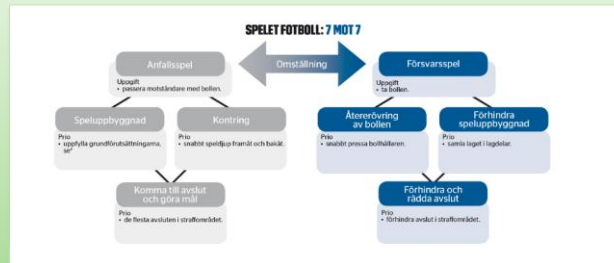 SPELET FOTBOLL: 7 MOT 7
Anfallsspel
Omställning
Försvarsspel
Uppgift
• passera motståndare med bollen.
Uppgift
• ta bollen.
Speluppbyggnad
Kontring
Återerövring
av bollen
Förhindra
speluppbyggnad
Prio
• uppfylla grundförutsättningarna,
se"
Prio
• snabbt speldjup framåt och bakåt.
Prio
• snabbt pressa bollhållaren.
Prio
• samla laget i lagdelar.
Komma till avslut
och göra mål
Förhindra och
rädda avslut
Prio
• de flesta avsluten i straffområdet.
Prio
• förhindra avslut i straffområdet.